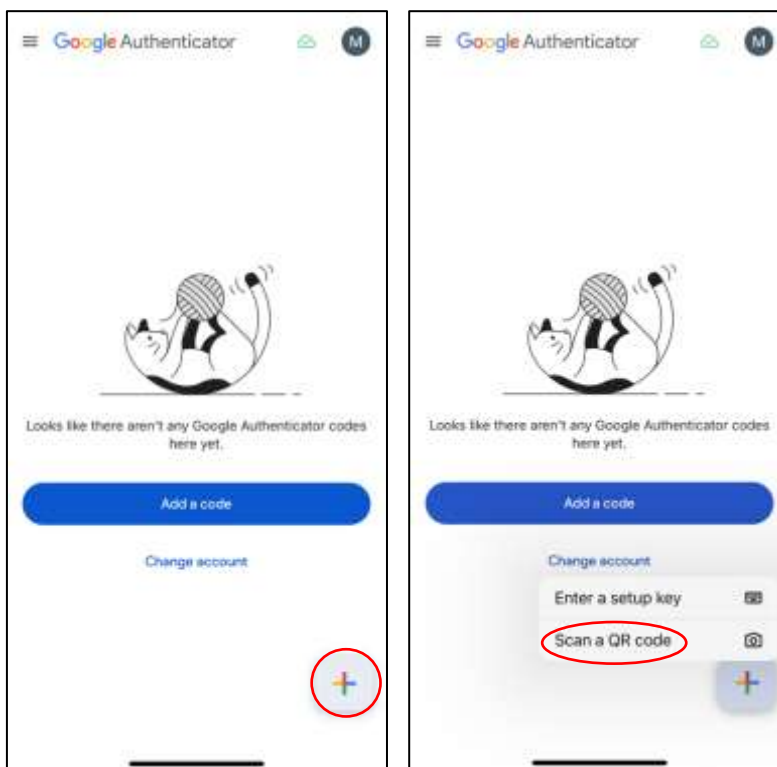 Google Authenticator
M
Looks like there aren't any Google Authenticator codes
here yet.
Add a code
Change account
Google Authenticator
M
Looks like there aren't any Google Authenticator codes
here yet.
Add a code
Change account
Enter a setup key
Scan a QR code